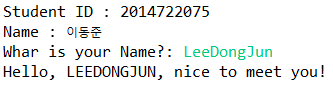 Student ID : 2014722075
Name : 이동준
Whar is your Name?: LeeDongJun
Hello, LEEDONGJUN, nice to meet you!